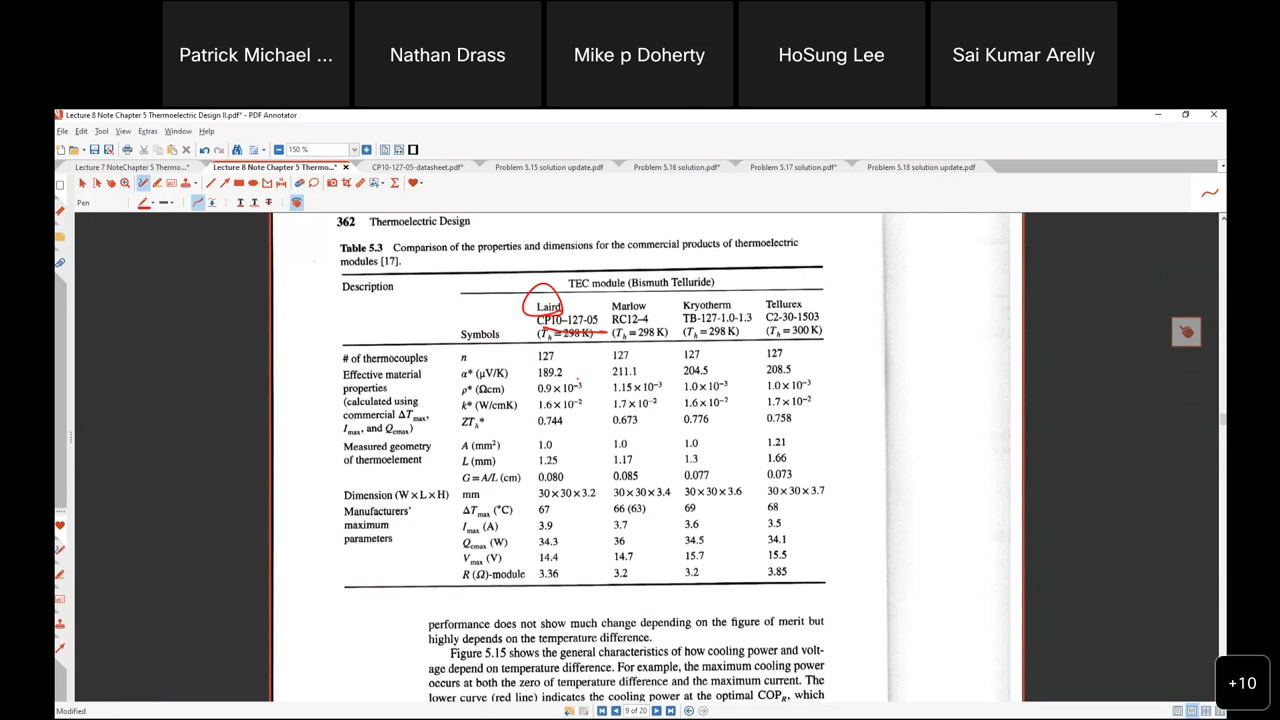 Patrick Michael ...
Nathan Drass
Mike p Doherty
HoSung Lee
Sai Kumar Arelly
Lecture 8 Note Chapter 5 Thermoelectric Design II.pdf* - PDF Annotator
File Edit Tool View Extras Window Help
150 %
Lecture 7 NoteChapter 5 Thermo...*
Lecture 8 Note Chapter 5 Thermo...*
CP10-127-05-datasheet.pdf*
Problem 5.15 solution update.pdf
Problem 5.16 solution update.pdf*
Problem 5.17 solution.pdf*
Problem 5.18 solution update.pdf
Pen
362 Thermoelectric Design
Table 5.3 Comparison of the properties and dimensions for the commercial products of thermoelectric
modules [17].
Description TEC module (Bismuth Telluride)
Laird Marlow Kryotherm Tellurex
CP10–127-05 RC12–4 TB-127-1.0-1.3 C2-30-1503
Symbols (Th = 298 K) (Th = 298 K) (Th = 298 K) (Th = 300 K)
# of thermocouples n 127 127 127 127
Effective material α* (μV/K) 189.2 211.1 204.5 208.5
properties ρ* (Ωcm) 0.9 × 10⁻³ 1.15 × 10⁻³ 1.0 × 10⁻³ 1.0 × 10⁻³
(calculated using k* (W/cmK) 1.6 × 10⁻² 1.7 × 10⁻² 1.6 × 10⁻² 1.7 × 10⁻²
commercial ΔTmax, ZTh* 0.744 0.673 0.776 0.758
Imax, and Qcmax)
Measured geometry A (mm²) 1.0 1.0 1.0 1.21
of thermoelement L (mm) 1.25 1.17 1.3 1.66
G = A/L (cm) 0.080 0.085 0.077 0.073
Dimension (W × L × H) mm 30 × 30 × 3.2 30 × 30 × 3.4 30 × 30 × 3.6 30 × 30 × 3.7
Manufacturers' ΔTmax (°C) 67 66 (63) 69 68
maximum Imax (A) 3.9 3.7 3.6 3.5
parameters Qcmax (W) 34.3 36 34.5 34.1
Vmax (V) 14.4 14.7 15.7 15.5
R (Ω)-module 3.36 3.2 3.2 3.85
performance does not show much change depending on the figure of merit but
highly depends on the temperature difference.
Figure 5.15 shows the general characteristics of how cooling power and volt-
age depend on temperature difference. For example, the maximum cooling power
occurs at both the zero of temperature difference and the maximum current. The
lower curve (red line) indicates the cooling power at the optimal COPR, which
+10
Modified
9 of 20